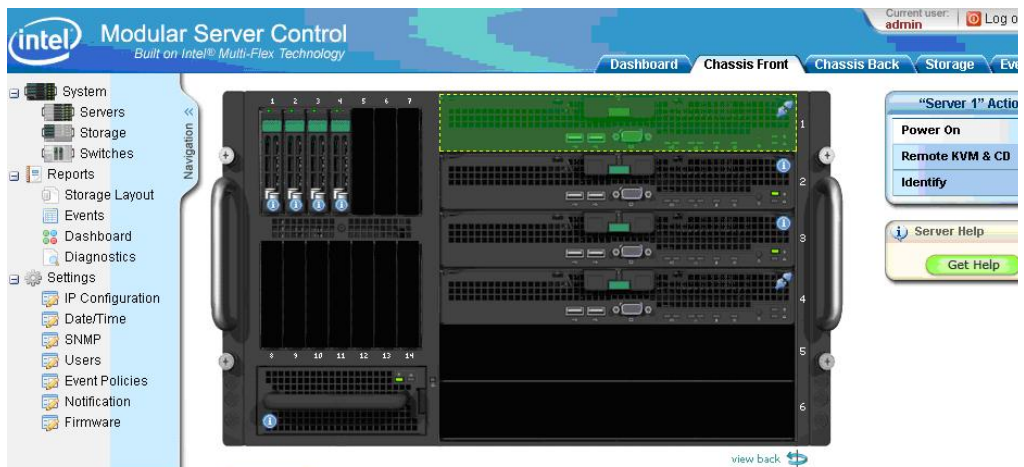 intel
Modular Server Control
Built on Intel® Multi-Flex Technology
Current user:
admin
Log o
Dashboard
Chassis Front
Chassis Back
Storage
Eve
System
Servers
Storage
Switches
Reports
Storage Layout
Events
Dashboard
Diagnostics
Settings
IP Configuration
Date/Time
SNMP
Users
Event Policies
Notification
Firmware
«
Navigation
1 2 3 4 5 6 7
8 9 10 11 12 13 14
1
2
3
4
5
6
view back
"Server 1" Actio
Power On
Remote KVM & CD
Identify
Server Help
Get Help